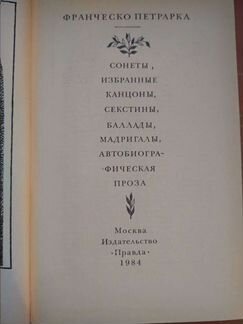 ФРАНЧЕСКО ПЕТРАРКА
СОНЕТЫ,
ИЗБРАННЫЕ
КАНЦОНЫ,
СЕКСТИНЫ,
БАЛЛАДЫ,
МАДРИГАЛЫ,
АВТОБИОГРА-
ФИЧЕСКАЯ
ПРОЗА
Москва
Издательство
«Правда»
1984